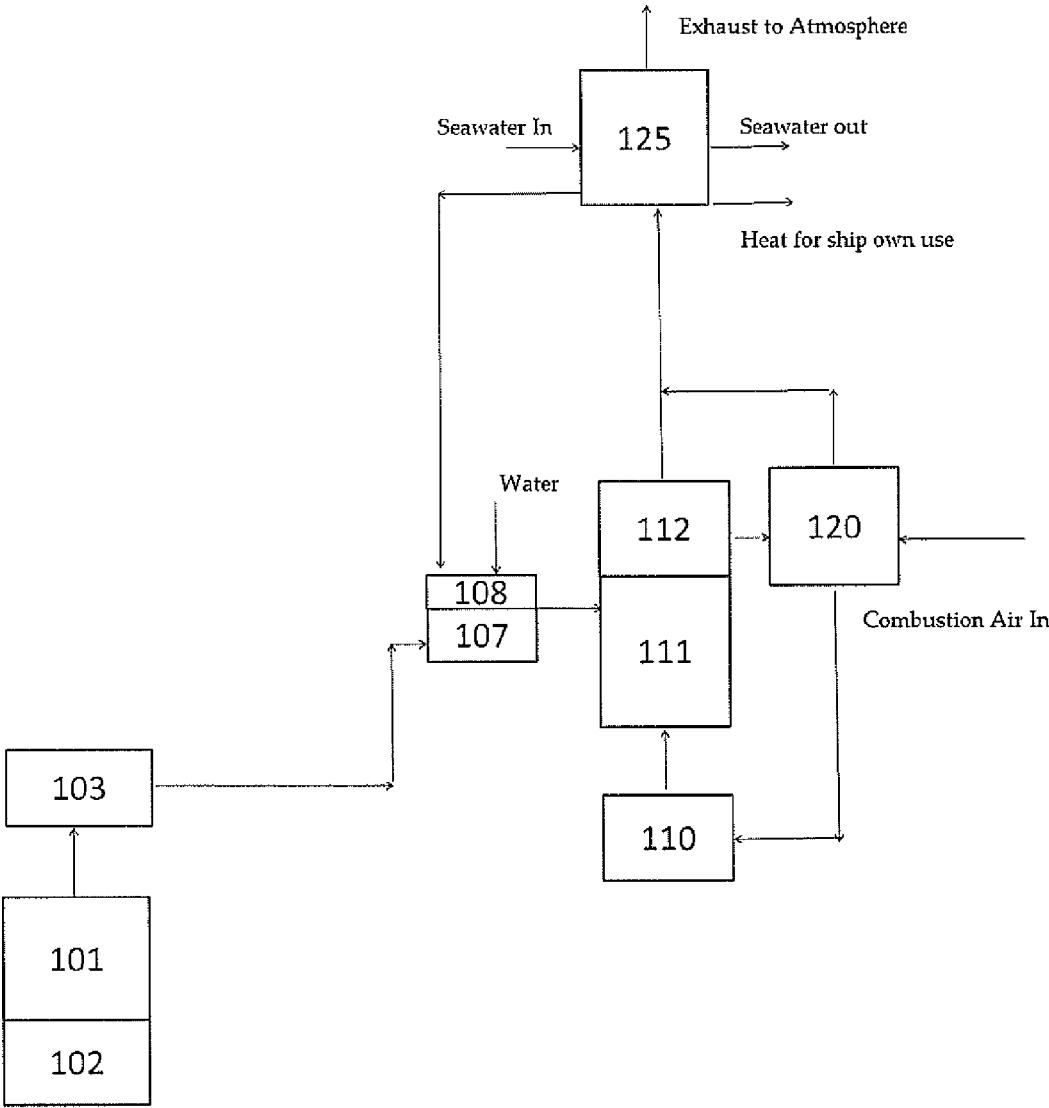 Exhaust to Atmosphere
125
Seawater In
Seawater out
Heat for ship own use
Water
112
120
108
107
111
Combustion Air In
103
110
101
102